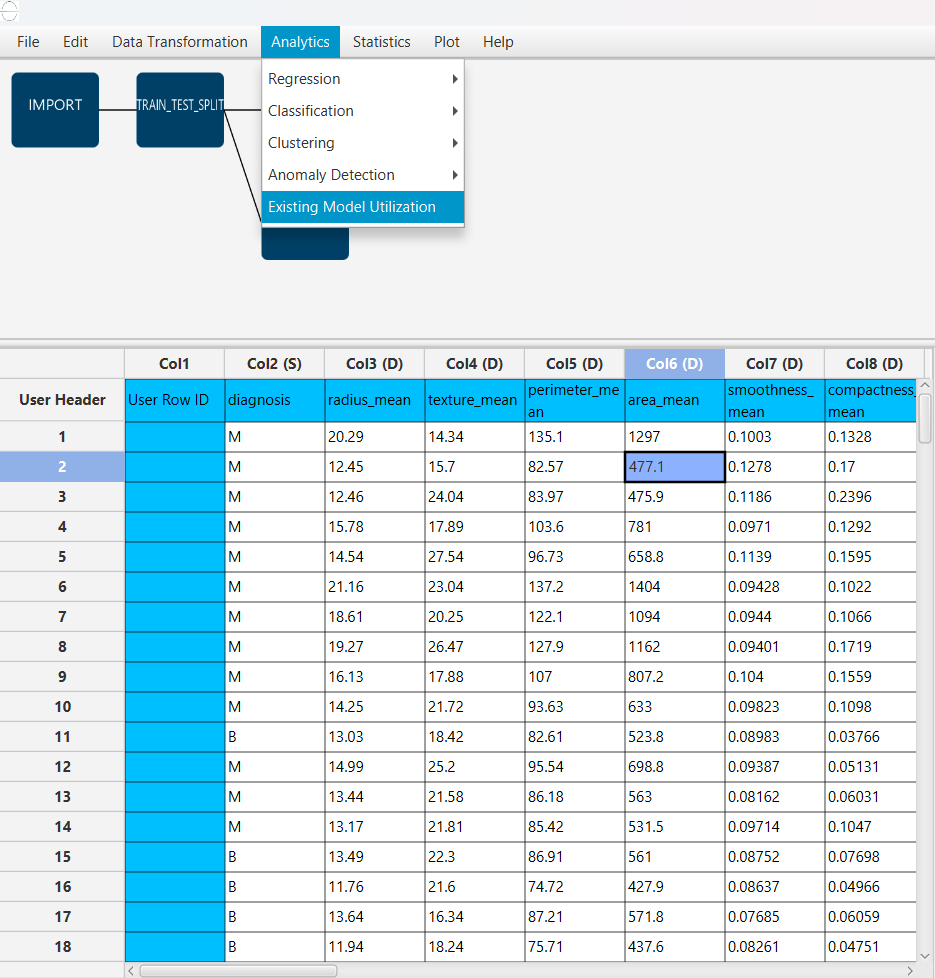 File Edit Data Transformation Analytics Statistics Plot Help
IMPORT TRAIN_TEST_SPLIT
Regression
Classification
Clustering
Anomaly Detection
Existing Model Utilization
Col1 Col2 (S) Col3 (D) Col4 (D) Col5 (D) Col6 (D) Col7 (D) Col8 (D)
User Header User Row ID diagnosis radius_mean texture_mean perimeter_mean area_mean smoothness_mean compactness_mean
1 M 20.29 14.34 135.1 1297 0.1003 0.1328
2 M 12.45 15.7 82.57 477.1 0.1278 0.17
3 M 12.46 24.04 83.97 475.9 0.1186 0.2396
4 M 15.78 17.89 103.6 781 0.0971 0.1292
5 M 14.54 27.54 96.73 658.8 0.1139 0.1595
6 M 21.16 23.04 137.2 1404 0.09428 0.1022
7 M 18.61 20.25 122.1 1094 0.0944 0.1066
8 M 19.27 26.47 127.9 1162 0.09401 0.1719
9 M 16.13 17.88 107 807.2 0.104 0.1559
10 M 14.25 21.72 93.63 633 0.09823 0.1098
11 B 13.03 18.42 82.61 523.8 0.08983 0.03766
12 M 14.99 25.2 95.54 698.8 0.09387 0.05131
13 M 13.44 21.58 86.18 563 0.08162 0.06031
14 M 13.17 21.81 85.42 531.5 0.09714 0.1047
15 B 13.49 22.3 86.91 561 0.08752 0.07698
16 B 11.76 21.6 74.72 427.9 0.08637 0.04966
17 B 13.64 16.34 87.21 571.8 0.07685 0.06059
18 B 11.94 18.24 75.71 437.6 0.08261 0.04751